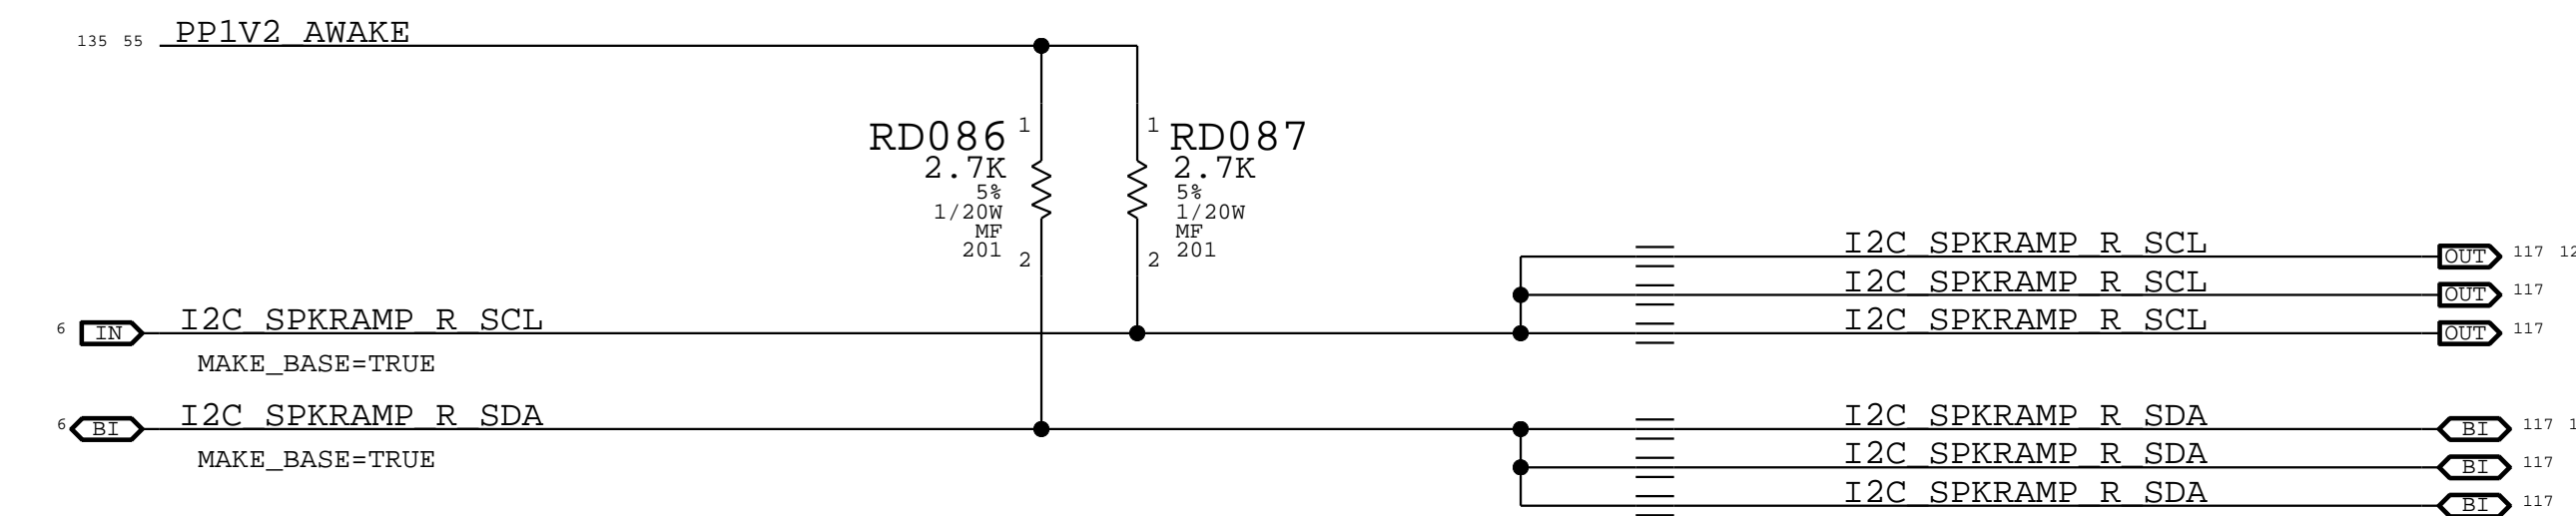 135 55 PP1V2_AWAKE
RD086 1
2.7K
5%
1/20W
MF
201
2
1 RD087
2.7K
5%
1/20W
MF
201
2
I2C_SPKRAMP_R_SCL OUT 117 12
I2C_SPKRAMP_R_SCL OUT 117
6 IN I2C_SPKRAMP_R_SCL
I2C_SPKRAMP_R_SCL OUT 117
MAKE_BASE=TRUE
6 BI I2C_SPKRAMP_R_SDA
I2C_SPKRAMP_R_SDA BI 117 1
MAKE_BASE=TRUE
I2C_SPKRAMP_R_SDA BI 117
I2C_SPKRAMP_R_SDA BI 117